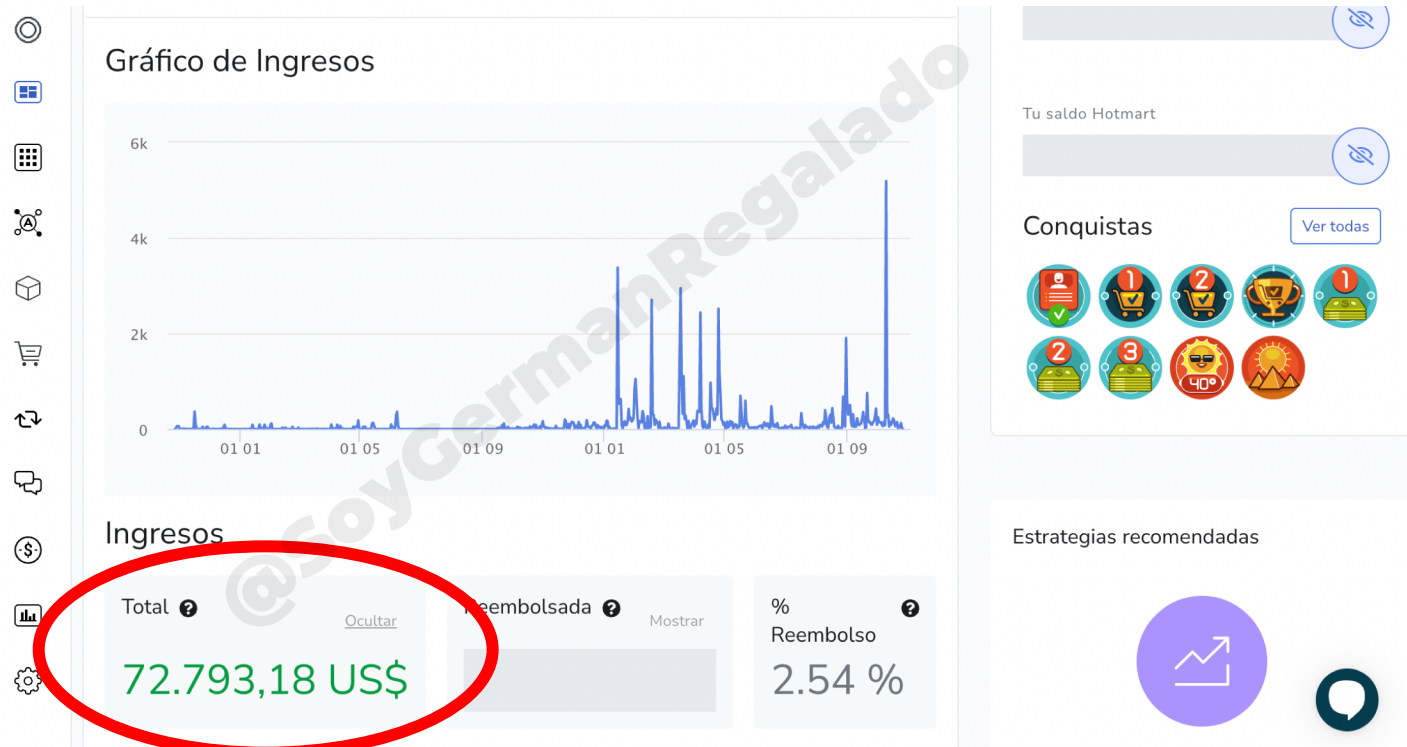 Gráfico de Ingresos
6k
4k
2k
0
01 01
01 05
01 09
01 01
01 05
01 09
@SoyGermanRegalado
Ingresos
Total ?
Ocultar
72.793,18 US$
Reembolsada ?
Mostrar
% ?
Reembolso
2.54 %
Tu saldo Hotmart
Conquistas
Ver todas
1
2
1
2
3
40º
Estrategias recomendadas